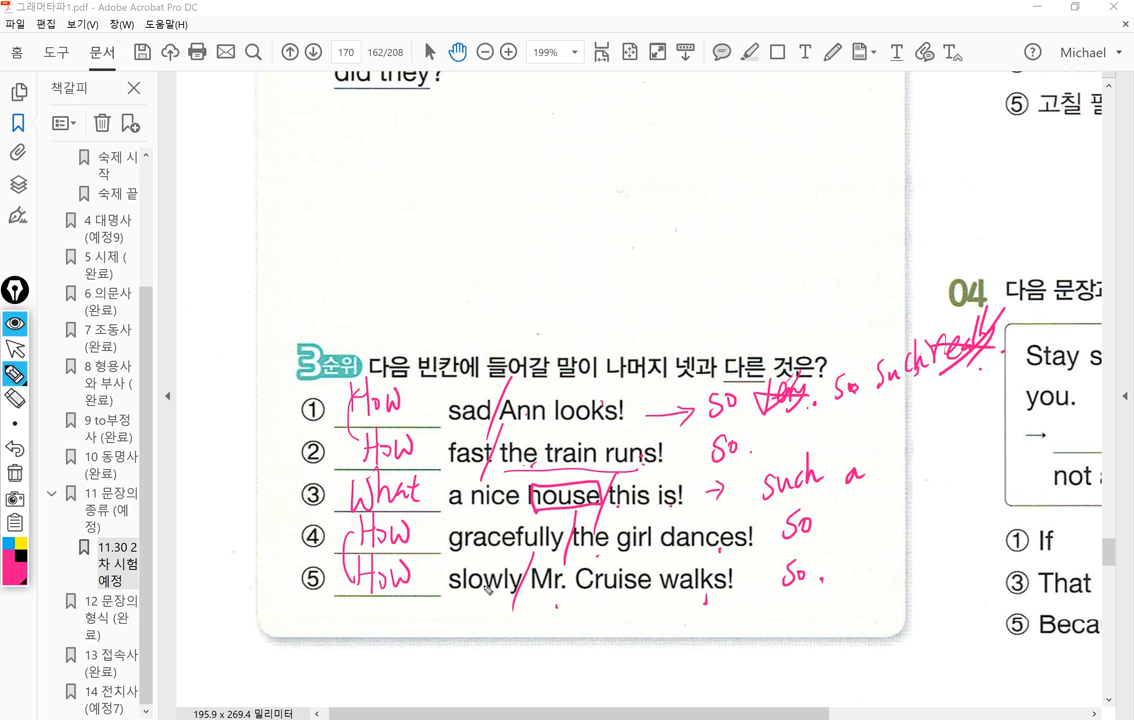 그래머타파1.pdf - Adobe Acrobat Pro DC
파일 편집 보기(V) 창(W) 도움말(H)
홈 도구 문서 170 162/208 199% Michael
책갈피
숙제 시작
숙제 끝
4 대명사 (예정9)
5 시제 (완료)
6 의문사 (완료)
7 조동사 (완료)
8 형용사와 부사 (완료)
9 to부정사 (완료)
10 동명사 (완료)
11 문장의 종류 (예정)
11.30 2차 시험 예정
12 문장의 형식 (완료)
13 접속사 (완료)
14 전치사 (예정7)
did they?
3순위 다음 빈칸에 들어갈 말이 나머지 넷과 다른 것은?
① How sad Ann looks! → so so such
② How fast the train runs! so.
③ What a nice house this is! → such a
④ How gracefully the girl dances! so
⑤ How slowly Mr. Cruise walks! so.
⑤ 고칠
04 다음
Stay
you.
→
not a
① If
③ That
⑤
195.9 x 269.4 밀리미터